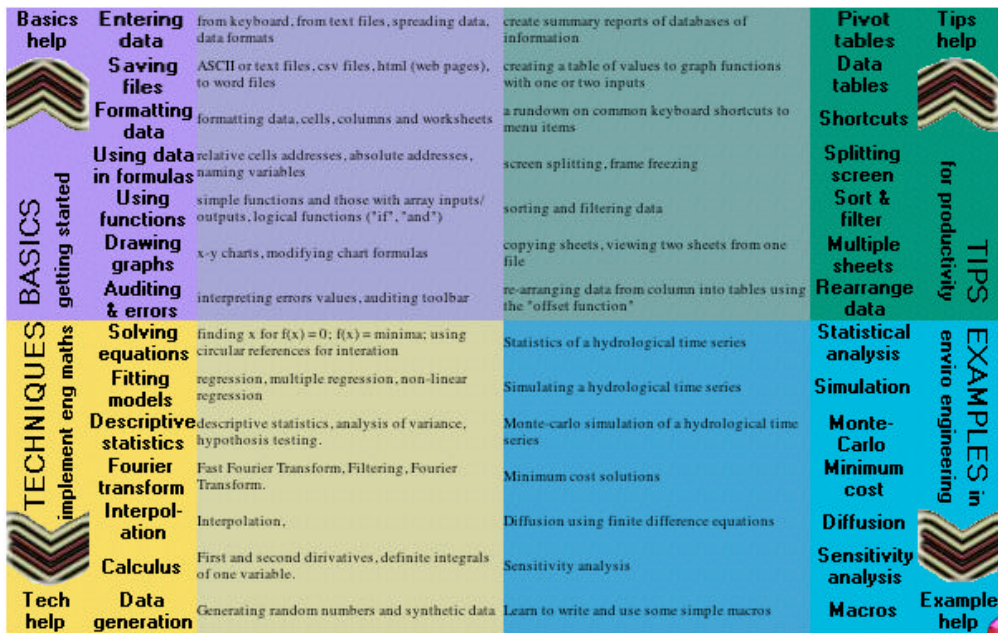 Basics
help
Entering
data
from keyboard, from text files, spreading data,
data formats
create summary reports of databases of
information
Pivot
tables
Tips
help
Saving
files
ASCII or text files, csv files, html (web pages),
to word files
creating a table of values to graph functions
with one or two inputs
Data
tables
Formatting
data
formatting data, cells, columns and worksheets
a rundown on common keyboard shortcuts to
menu items
Shortcuts
Using data
in formulas
relative cells addresses, absolute addresses,
naming variables
screen splitting, frame freezing
Splitting
screen
Using
functions
simple functions and those with array inputs/
outputs, logical functions ("if", "and")
sorting and filtering data
Sort &
filter
Drawing
graphs
x-y charts, modifying chart formulas
copying sheets, viewing two sheets from one
file
Multiple
sheets
Auditing
& errors
interpreting errors values, auditing toolbar
re-arranging data from column into tables using
the "offset function"
Rearrange
data
BASICS
getting started
for productivity
TIPS
Solving
equations
finding x for f(x) = 0; f(x) = minima; using
circular references for interation
Statistics of a hydrological time series
Statistical
analysis
Fitting
models
regression, multiple regression, non-linear
regression
Simulating a hydrological time series
Simulation
Descriptive
statistics
descriptive statistics, analysis of variance,
hypothosis testing.
Monte-carlo simulation of a hydrological time
series
Monte-
Carlo
Fourier
transform
Fast Fourier Transform, Filtering, Fourier
Transform.
Minimum cost solutions
Minimum
cost
Interpol-
ation
Interpolation,
Diffusion using finite difference equations
Diffusion
Calculus
First and second dirivatives, definite integrals
of one variable.
Sensitivity analysis
Sensitivity
analysis
Tech
help
Data
generation
Generating random numbers and synthetic data
Learn to write and use some simple macros
Macros
Example
help
TECHNIQUES
implement eng maths
enviro engineering
EXAMPLES in